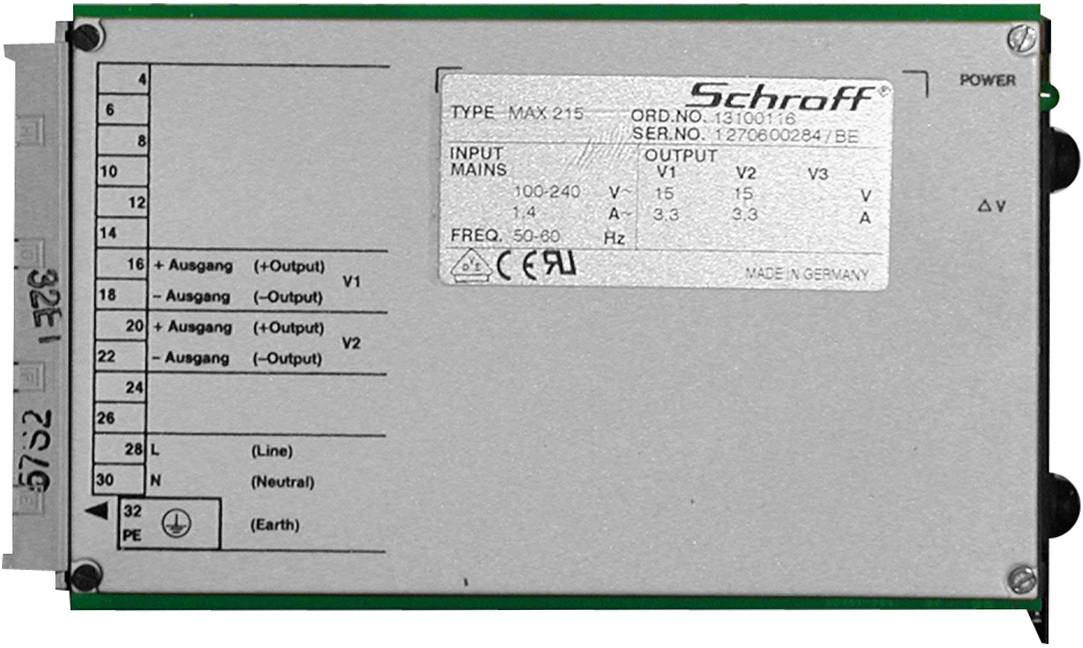 4
6
8
10
12
14
16 + Ausgang (+Output)
V1
18 – Ausgang (–Output)
20 + Ausgang (+Output)
V2
22 – Ausgang (–Output)
24
26
28 L (Line)
30 N (Neutral)
32
PE (Earth)
Schroff®
TYPE MAX 215 ORD.NO. 13100116
SER.NO. 1270600284/BE
INPUT OUTPUT
MAINS V1 V2 V3
100-240 V~ 15 15 V
1.4 A~ 3.3 3.3 A
FREQ. 50-60 Hz
CE
MADE IN GERMANY
POWER
Δ V